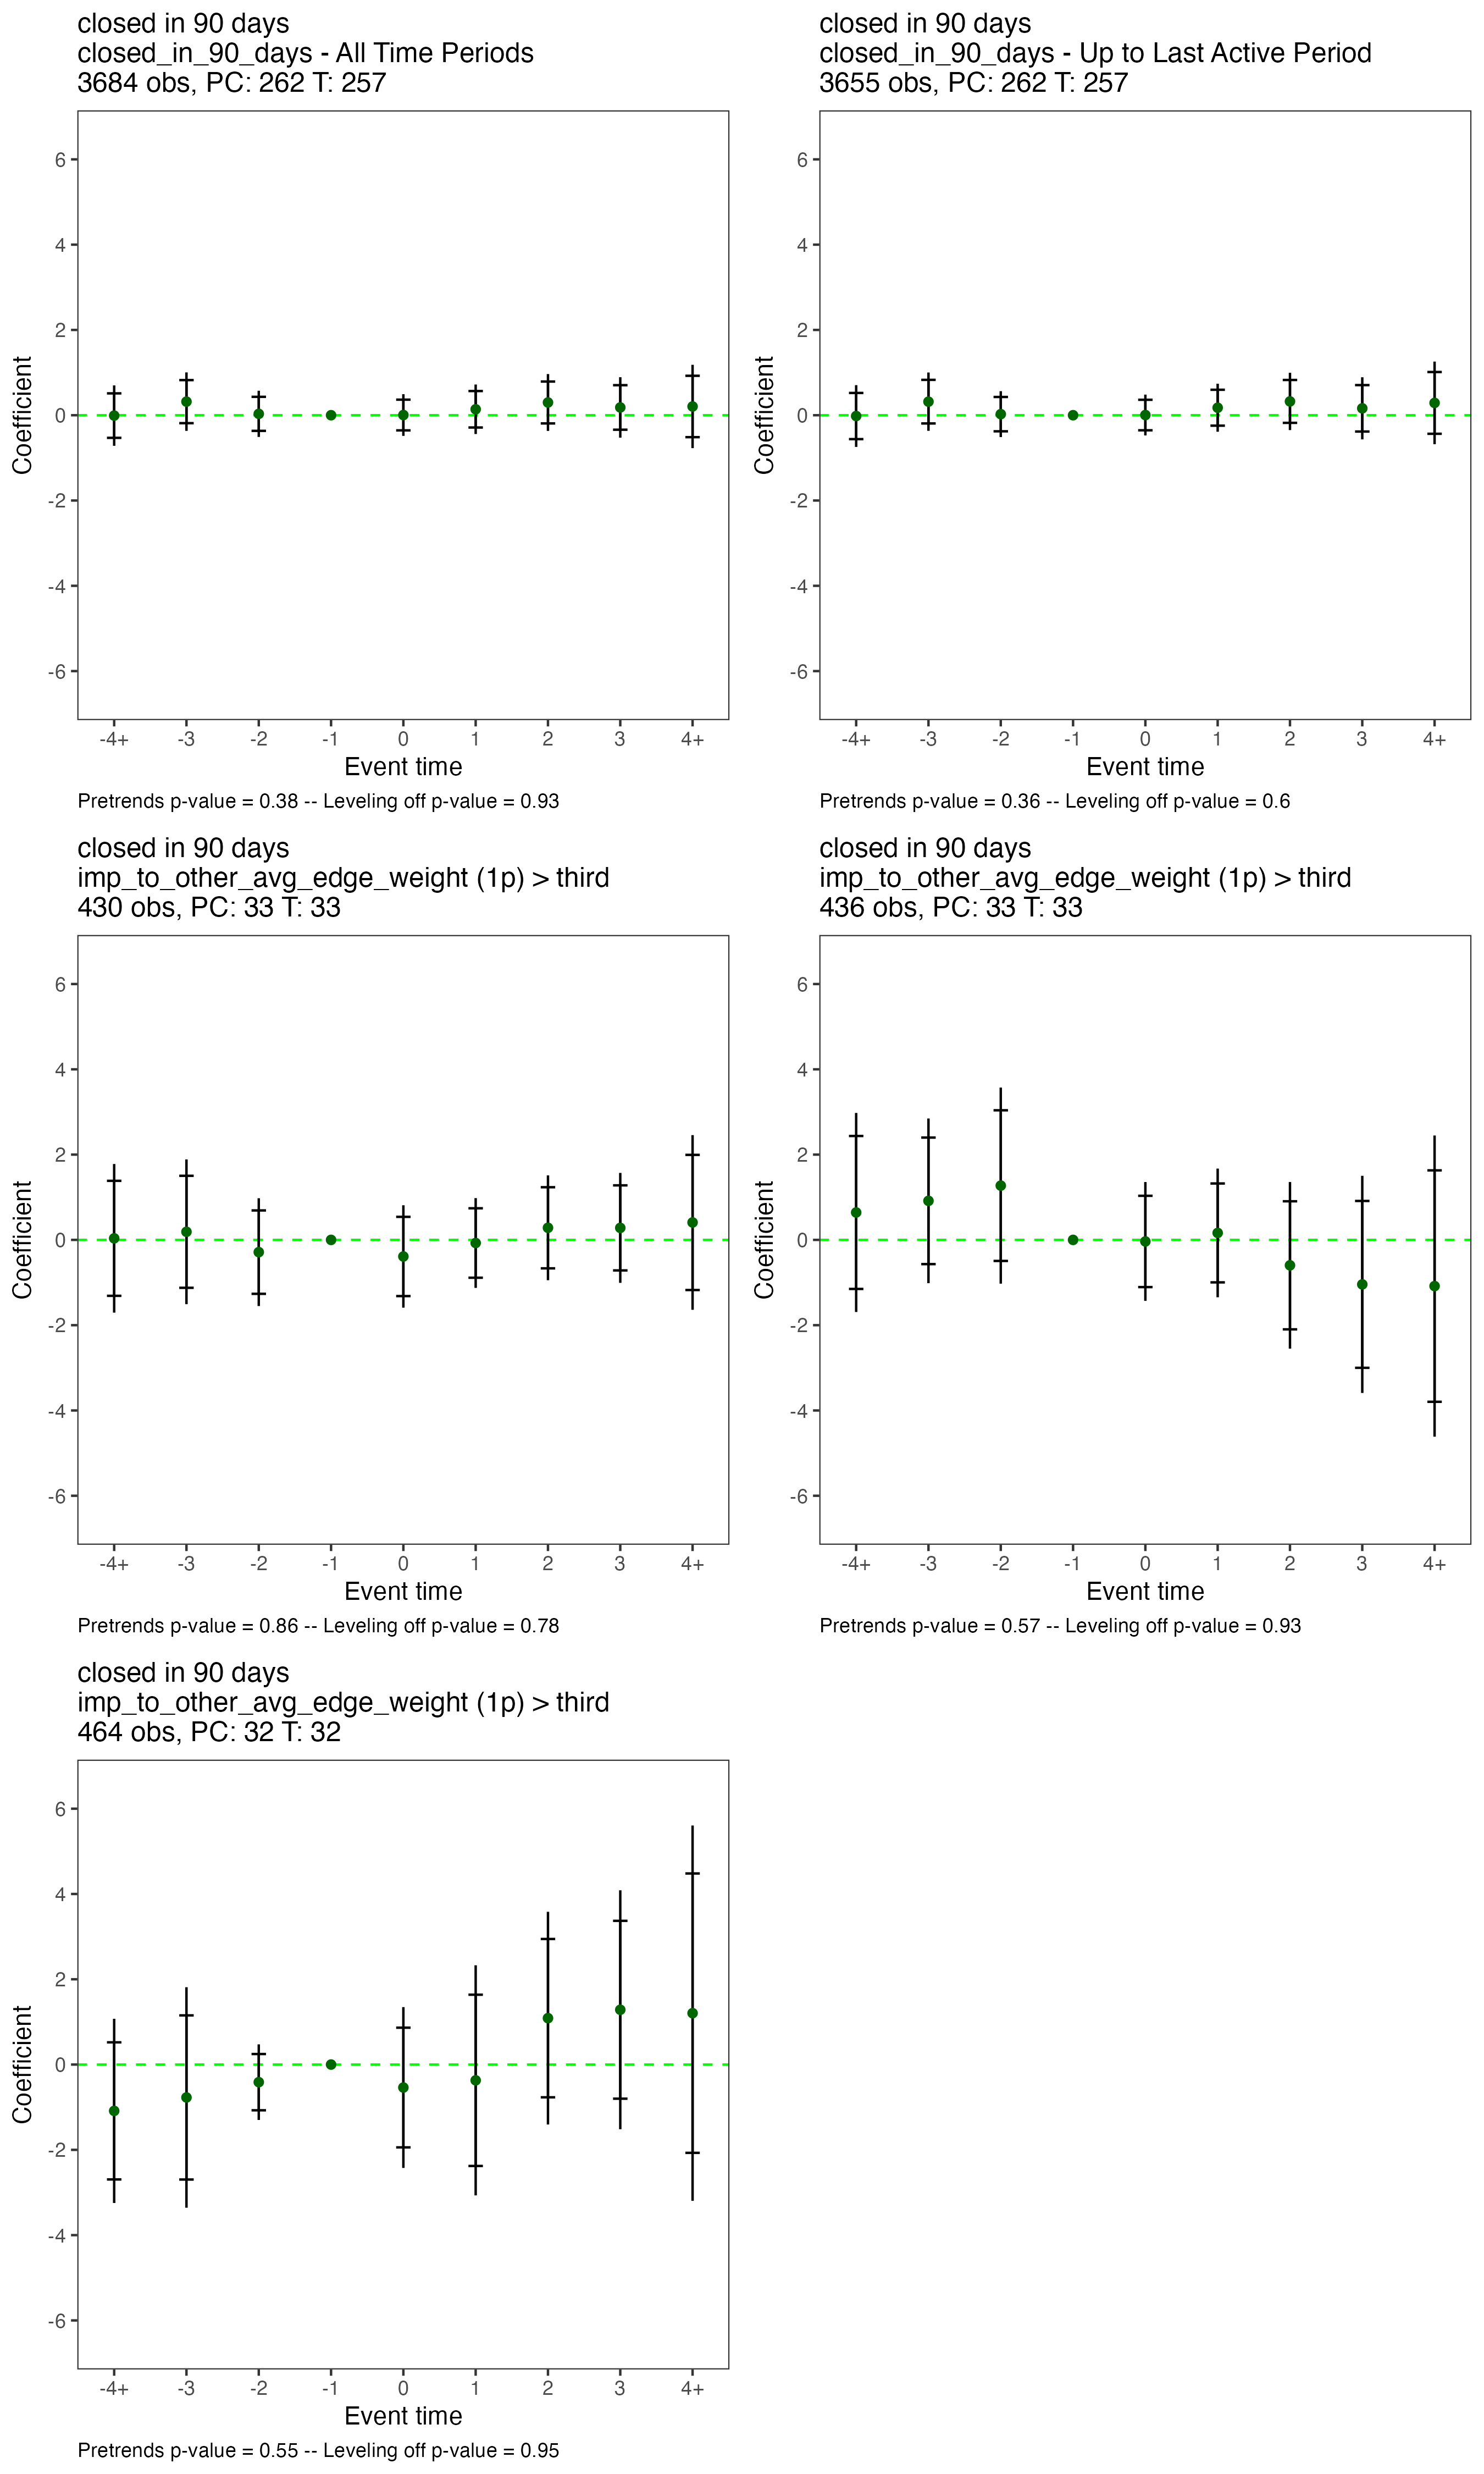 closed in 90 days
closed_in_90_days - All Time Periods
3684 obs, PC: 262 T: 257
Coefficient
6
4
2
0
-2
-4
-6
-4+ -3 -2 -1 0 1 2 3 4+
Event time
Pretrends p-value = 0.38 -- Leveling off p-value = 0.93
closed in 90 days
closed_in_90_days - Up to Last Active Period
3655 obs, PC: 262 T: 257
Coefficient
6
4
2
0
-2
-4
-6
-4+ -3 -2 -1 0 1 2 3 4+
Event time
Pretrends p-value = 0.36 -- Leveling off p-value = 0.6
closed in 90 days
imp_to_other_avg_edge_weight (1p) > third
430 obs, PC: 33 T: 33
Coefficient
6
4
2
0
-2
-4
-6
-4+ -3 -2 -1 0 1 2 3 4+
Event time
Pretrends p-value = 0.86 -- Leveling off p-value = 0.78
closed in 90 days
imp_to_other_avg_edge_weight (1p) > third
436 obs, PC: 33 T: 33
Coefficient
6
4
2
0
-2
-4
-6
-4+ -3 -2 -1 0 1 2 3 4+
Event time
Pretrends p-value = 0.57 -- Leveling off p-value = 0.93
closed in 90 days
imp_to_other_avg_edge_weight (1p) > third
464 obs, PC: 32 T: 32
Coefficient
6
4
2
0
-2
-4
-6
-4+ -3 -2 -1 0 1 2 3 4+
Event time
Pretrends p-value = 0.55 -- Leveling off p-value = 0.95